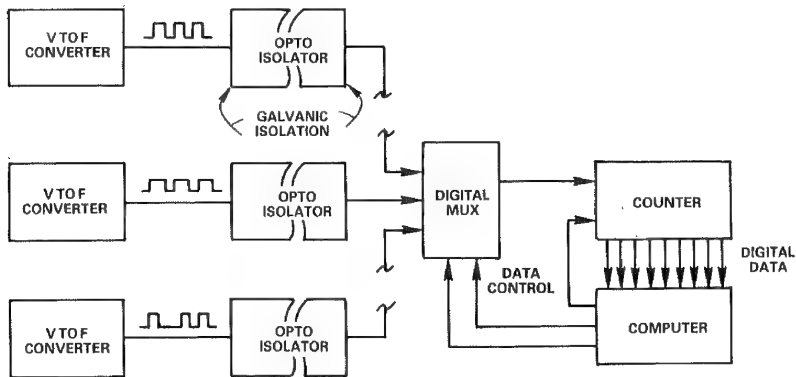 V TO F
CONVERTER
OPTO
ISOLATOR
GALVANIC
ISOLATION
V TO F
CONVERTER
OPTO
ISOLATOR
DIGITAL
MUX
COUNTER
DIGITAL
DATA
DATA
CONTROL
V TO F
CONVERTER
OPTO
ISOLATOR
COMPUTER